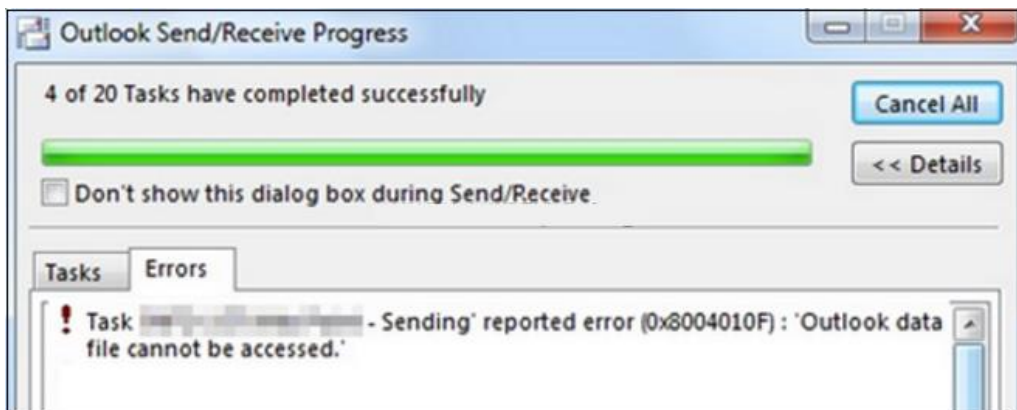 Outlook Send/Receive Progress
4 of 20 Tasks have completed successfully
Cancel All
<< Details
Don't show this dialog box during Send/Receive
Tasks
Errors
! Task - Sending' reported error (0x8004010F) : 'Outlook data
file cannot be accessed.'